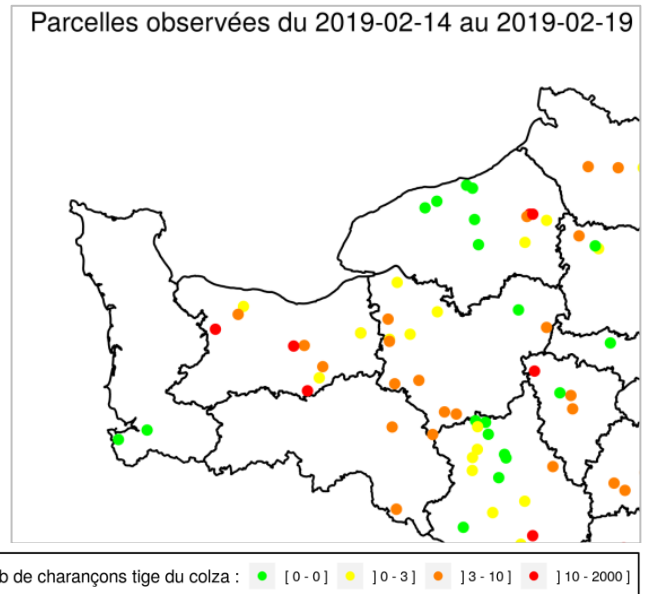 Parcelles observées du 2019-02-14 au 2019-02-19
b de charançons tige du colza : [ 0 - 0 ] ] 0 - 3 ] ] 3 - 10 ] ] 10 - 2000 ]